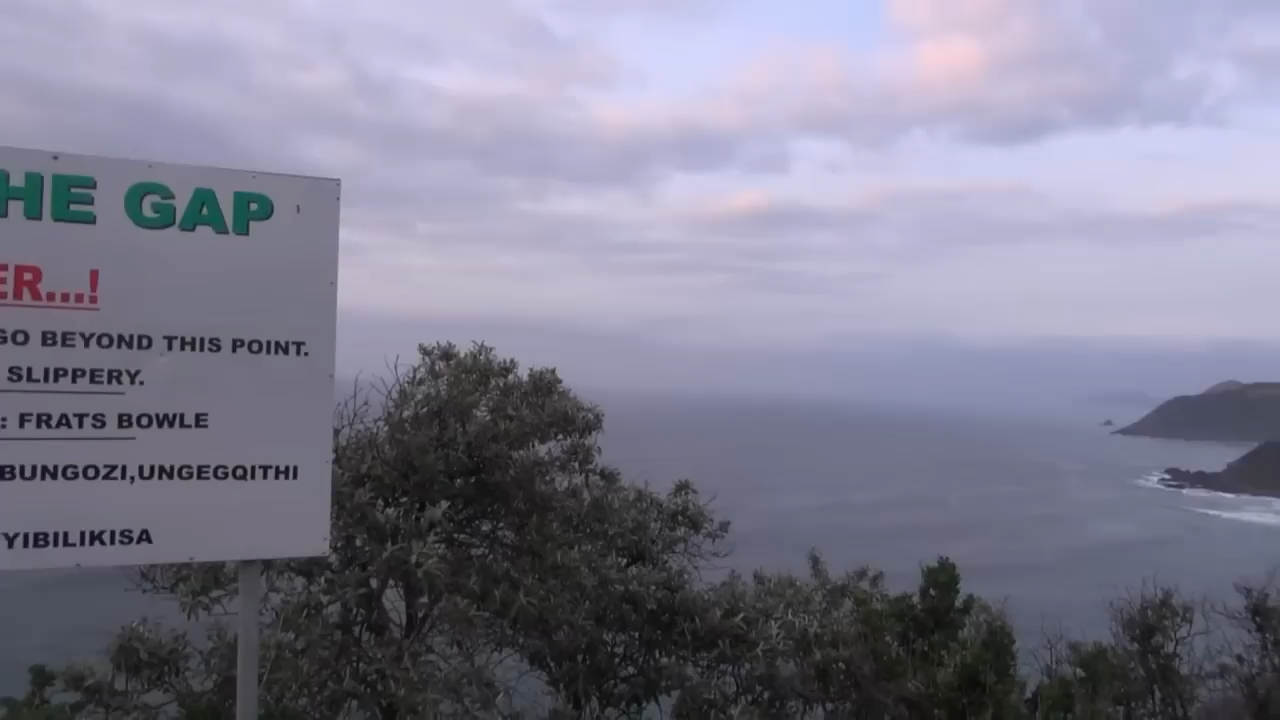 HE GAP
ER...!
GO BEYOND THIS POINT.
SLIPPERY.
: FRATS BOWLE
BUNGOZI,UNGEGQITHI
YIBILIKISA